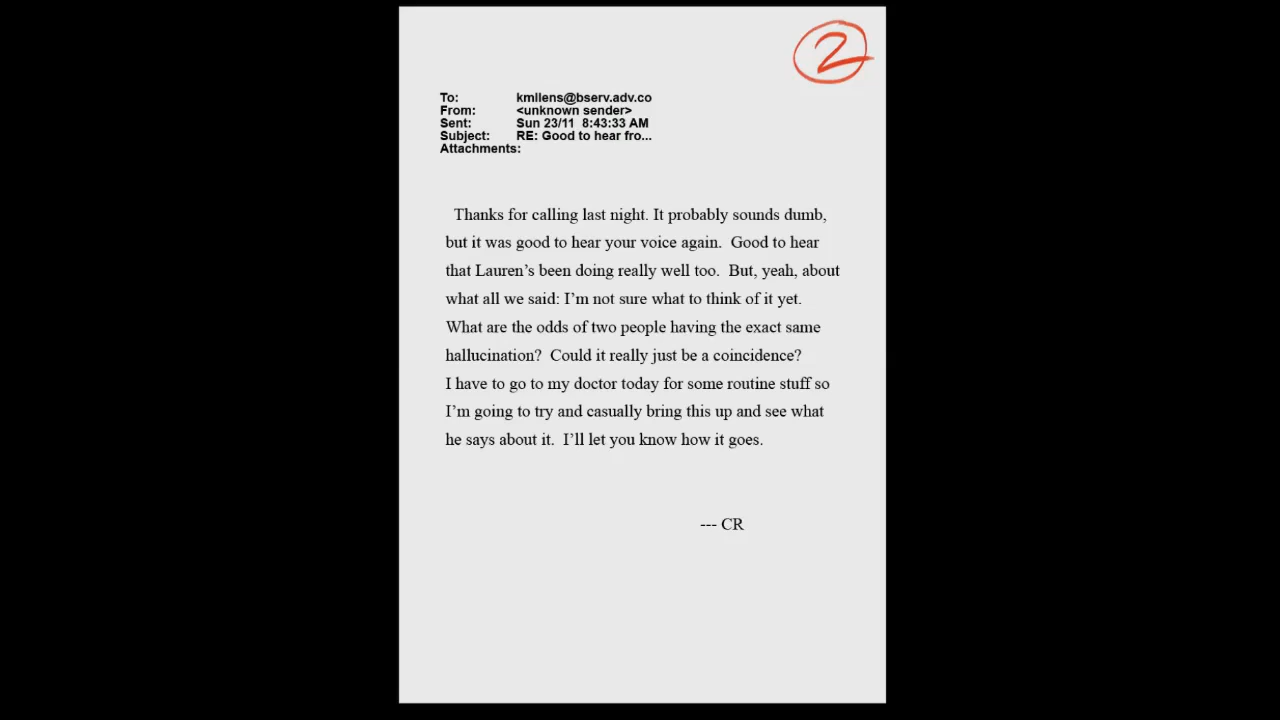 2
To: kmllens@bserv.adv.co
From: <unknown sender>
Sent: Sun 23/11 8:43:33 AM
Subject: RE: Good to hear fro...
Attachments:
Thanks for calling last night. It probably sounds dumb,
but it was good to hear your voice again. Good to hear
that Lauren’s been doing really well too. But, yeah, about
what all we said: I’m not sure what to think of it yet.
What are the odds of two people having the exact same
hallucination? Could it really just be a coincidence?
I have to go to my doctor today for some routine stuff so
I’m going to try and casually bring this up and see what
he says about it. I’ll let you know how it goes.
--- CR